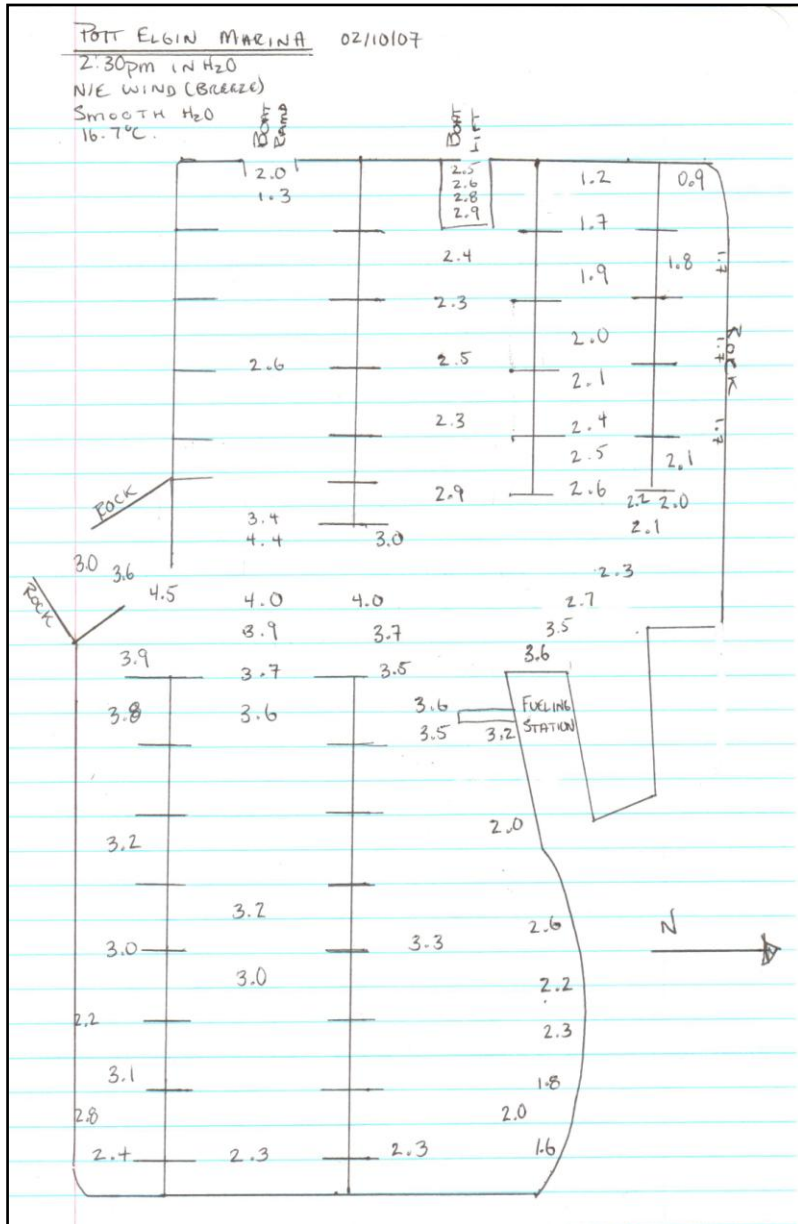 PORT ELGIN MARINA 02/10/07
2:30pm IN H2O
N/E WIND (BREEZE)
SMOOTH H2O
16.7°C.
BOAT RAMP
BOAT LIFT
2.0
1.3
2.5
2.6
2.8
2.9
1.2 0.9
1.7
2.4 1.9 1.8 1.7
2.3
2.0 1.7 ROCK
2.6 2.5
2.1
2.3 2.4 1.7
2.5 2.1
2.9 2.6 2.2 2.0
ROCK
3.4 2.1
4.4 3.0
3.0 3.6 2.3
ROCK 4.5 4.0 4.0 2.7
3.9 3.7 3.5
3.9 3.7 3.5 3.6
3.8 3.6 3.6 FUELING
3.5 3.2 STATION
3.2 2.0
3.2 2.6 N
3.0 3.3
3.0 2.2
2.2 2.3
3.1 1.8
2.8 2.0
2.4 2.3 2.3 1.6